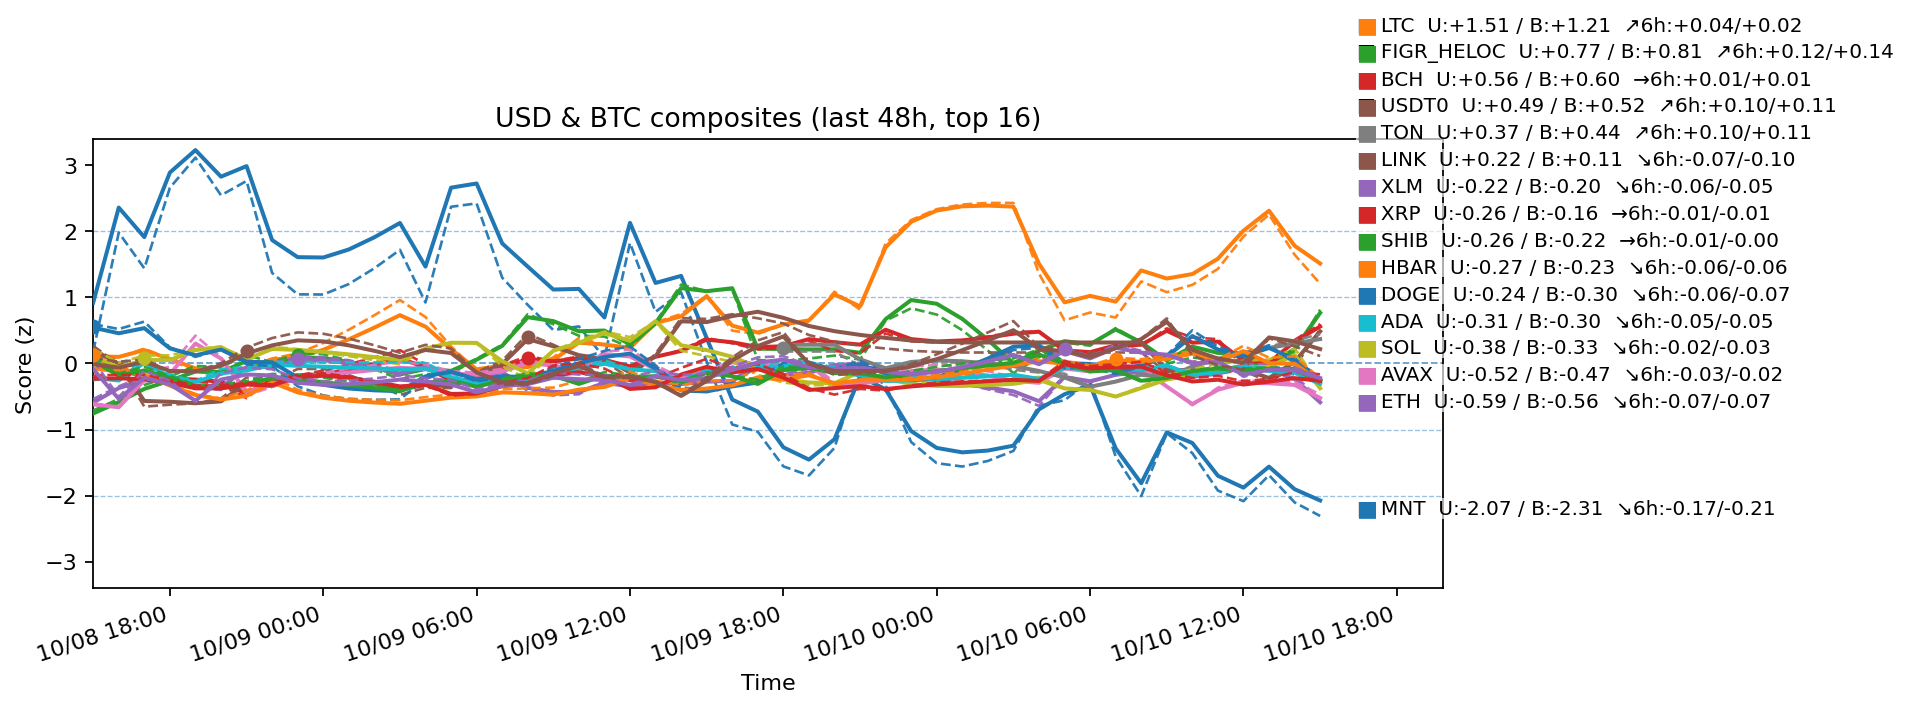 LTC U:+1.51 / B:+1.21 ↗6h:+0.04/+0.02
FIGR_HELOC U:+0.77 / B:+0.81 ↗6h:+0.12/+0.14
BCH U:+0.56 / B:+0.60 →6h:+0.01/+0.01
USDT0 U:+0.49 / B:+0.52 ↗6h:+0.10/+0.11
TON U:+0.37 / B:+0.44 ↗6h:+0.10/+0.11
LINK U:+0.22 / B:+0.11 ↘6h:-0.07/-0.10
XLM U:-0.22 / B:-0.20 ↘6h:-0.06/-0.05
XRP U:-0.26 / B:-0.16 →6h:-0.01/-0.01
SHIB U:-0.26 / B:-0.22 →6h:-0.01/-0.00
HBAR U:-0.27 / B:-0.23 ↘6h:-0.06/-0.06
DOGE U:-0.24 / B:-0.30 ↘6h:-0.06/-0.07
ADA U:-0.31 / B:-0.30 ↘6h:-0.05/-0.05
SOL U:-0.38 / B:-0.33 ↘6h:-0.02/-0.03
AVAX U:-0.52 / B:-0.47 ↘6h:-0.03/-0.02
ETH U:-0.59 / B:-0.56 ↘6h:-0.07/-0.07
MNT U:-2.07 / B:-2.31 ↘6h:-0.17/-0.21
USD & BTC composites (last 48h, top 16)
Score (z)
3
2
1
0
−1
−2
−3
10/08 18:00
10/09 00:00
10/09 06:00
10/09 12:00
10/09 18:00
10/10 00:00
10/10 06:00
10/10 12:00
10/10 18:00
Time